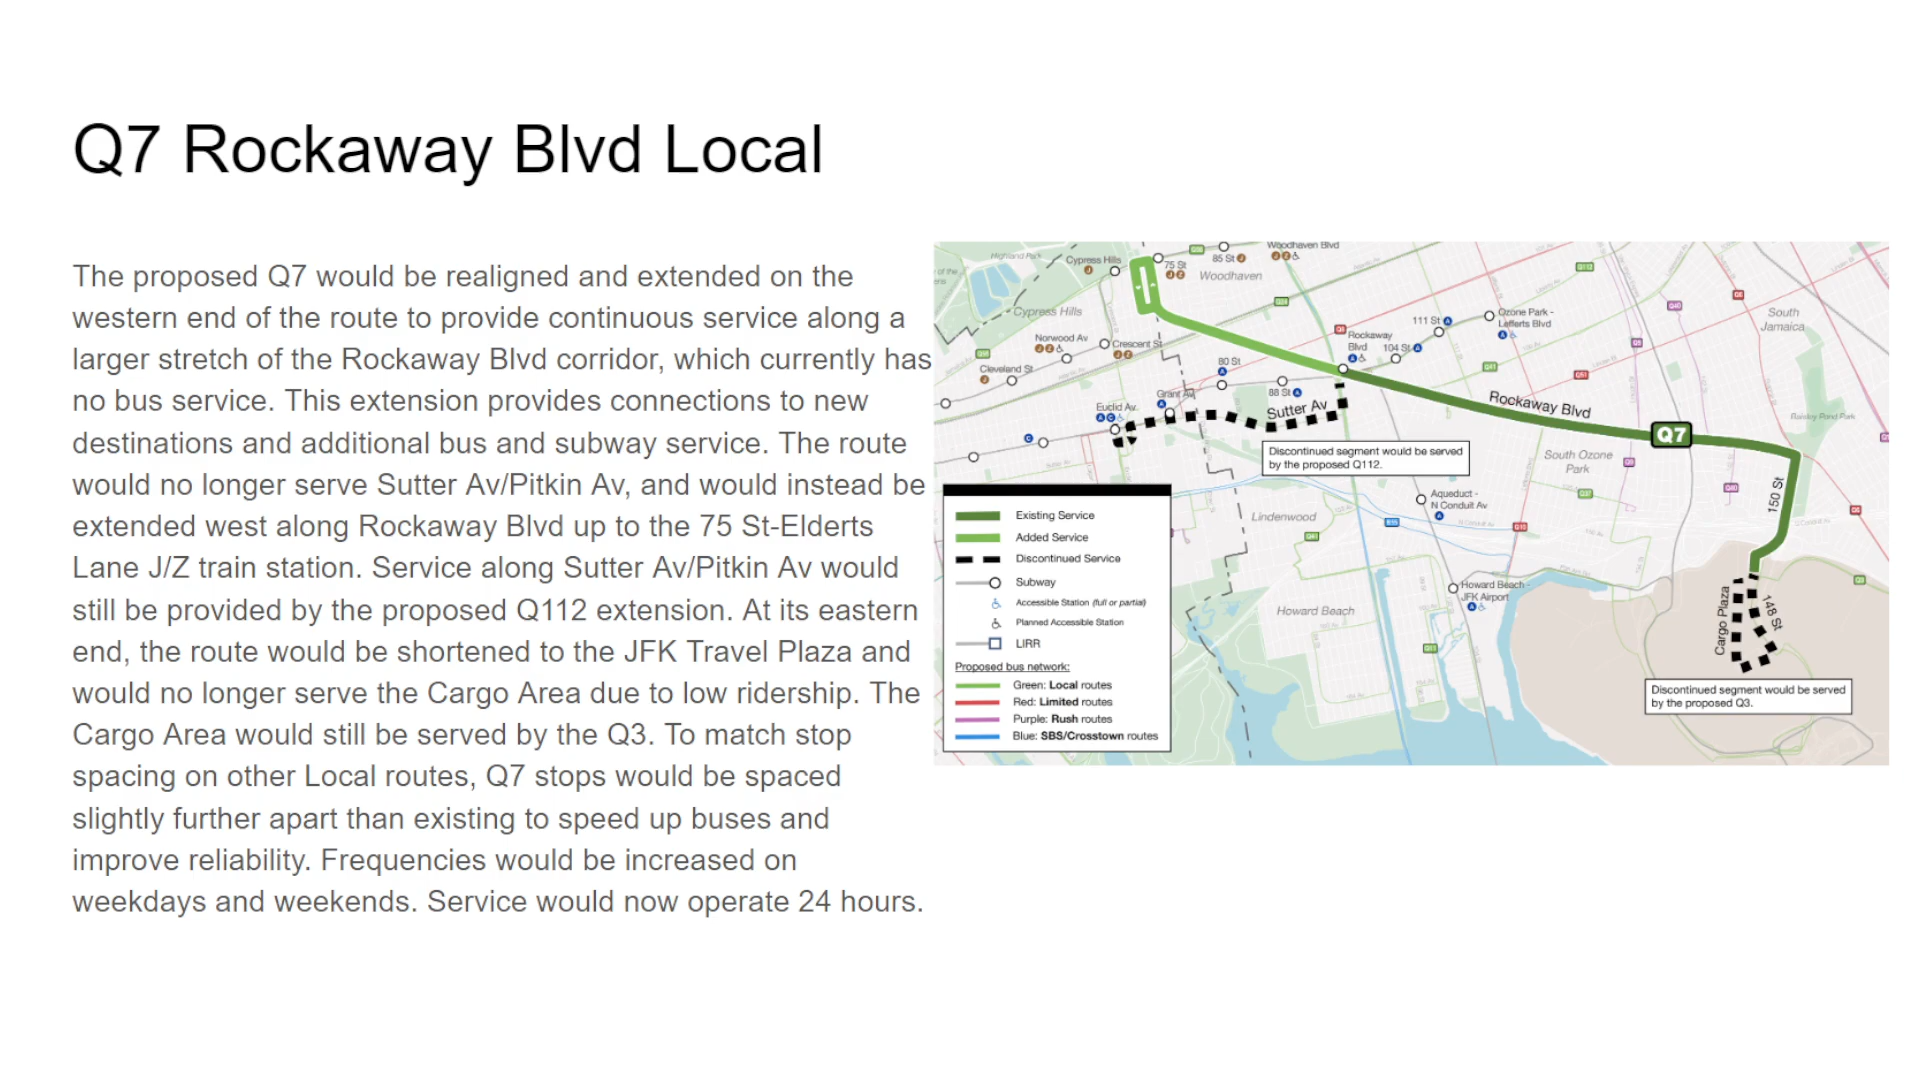 Q7 Rockaway Blvd Local
The proposed Q7 would be realigned and extended on the
western end of the route to provide continuous service along a
larger stretch of the Rockaway Blvd corridor, which currently has
no bus service. This extension provides connections to new
destinations and additional bus and subway service. The route
would no longer serve Sutter Av/Pitkin Av, and would instead be
extended west along Rockaway Blvd up to the 75 St-Elderts
Lane J/Z train station. Service along Sutter Av/Pitkin Av would
still be provided by the proposed Q112 extension. At its eastern
end, the route would be shortened to the JFK Travel Plaza and
would no longer serve the Cargo Area due to low ridership. The
Cargo Area would still be served by the Q3. To match stop
spacing on other Local routes, Q7 stops would be spaced
slightly further apart than existing to speed up buses and
improve reliability. Frequencies would be increased on
weekdays and weekends. Service would now operate 24 hours.
Highland Park
Cypress Hills
J
75 St
J Z
85 St J
Woodhaven Blvd
J Z
Woodhaven
Cypress Hills
Norwood Av
J Z
Crescent St
J Z
Cleveland St
J
Euclid Av
A C
Grant Av
A
80 St
A
88 St A
Rockaway
Blvd
A
104 St A
111 St A
Ozone Park -
Lefferts Blvd
A
South
Jamaica
Baisley Pond Park
Sutter Av
Rockaway Blvd
Q7
150 St
South Ozone
Park
Discontinued segment would be served
by the proposed Q112.
Aqueduct -
N Conduit Av
A
Lindenwood
Howard Beach
Howard Beach -
JFK Airport
A
Cargo Plaza
148 St
Discontinued segment would be served
by the proposed Q3.
Existing Service
Added Service
Discontinued Service
Subway
Accessible Station (full or partial)
Planned Accessible Station
LIRR
Proposed bus network:
Green: Local routes
Red: Limited routes
Purple: Rush routes
Blue: SBS/Crosstown routes